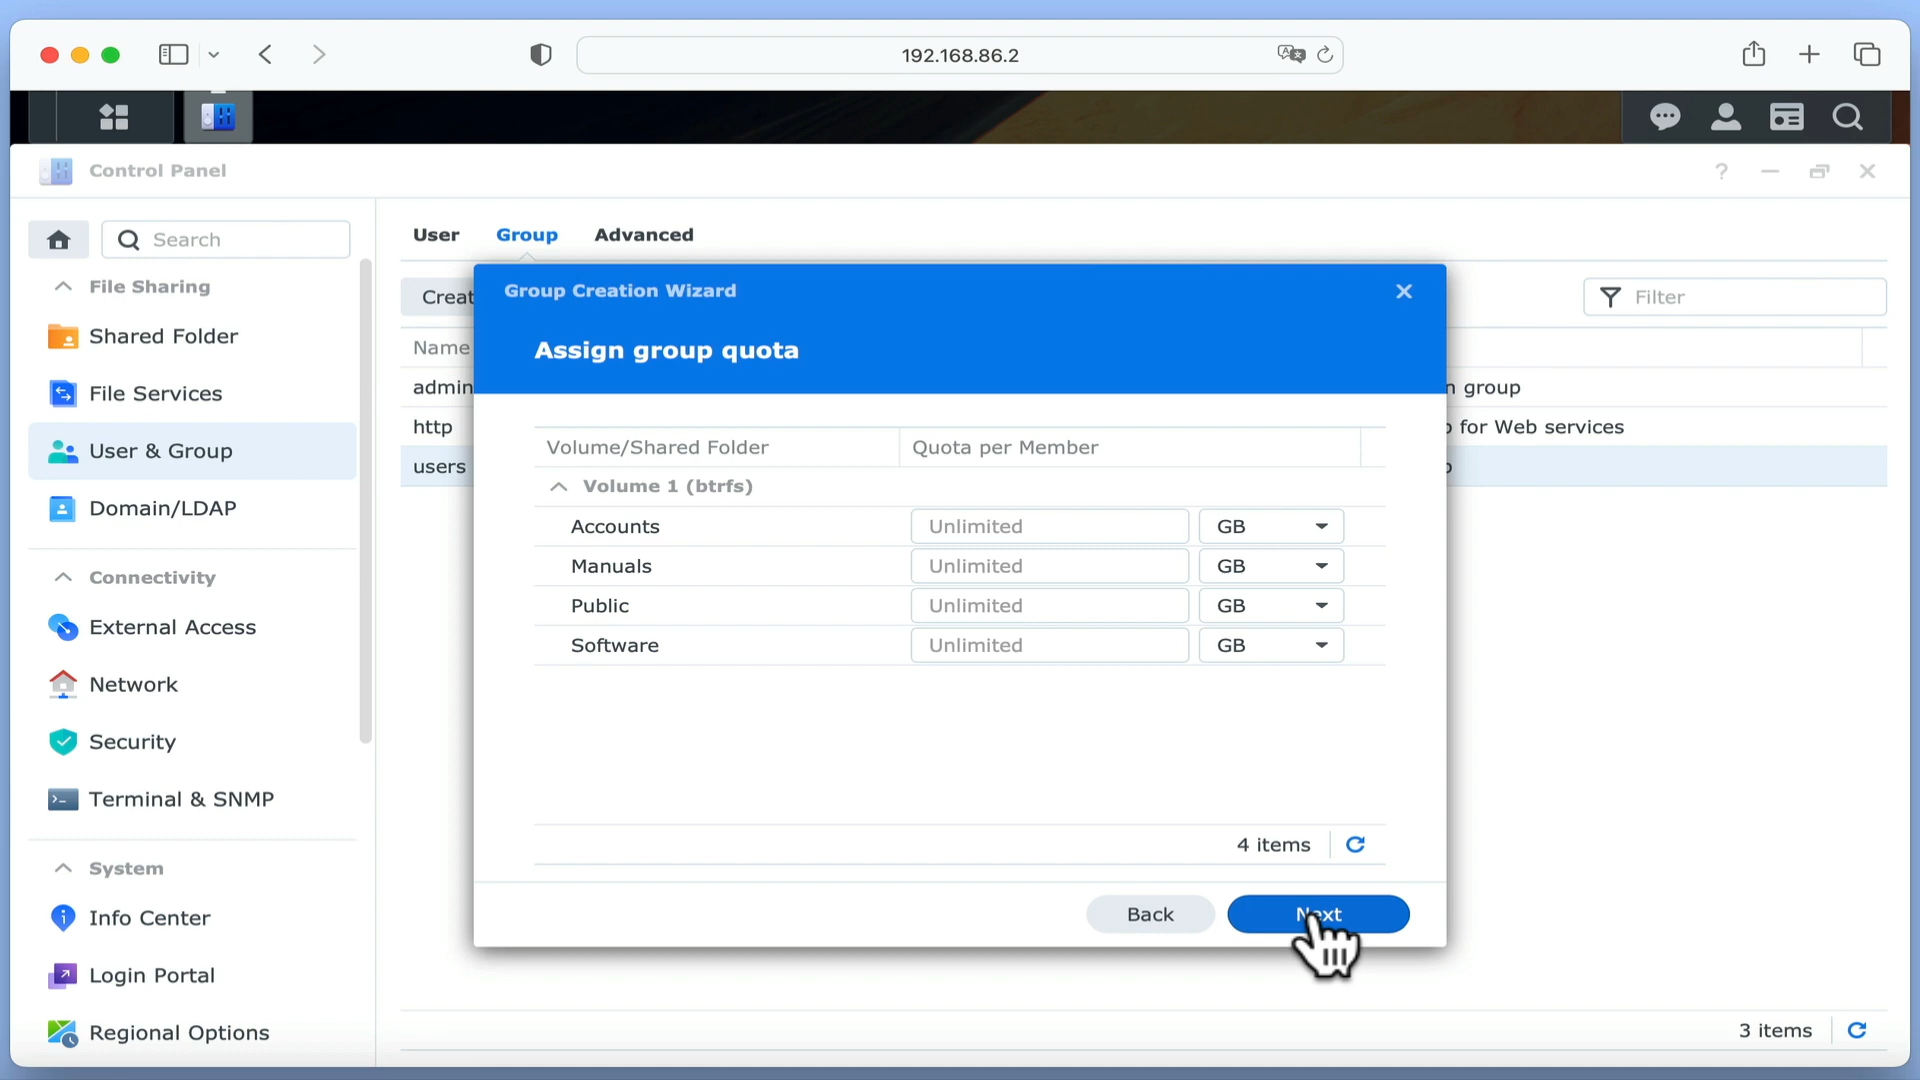 192.168.86.2
Control Panel
?
Search
File Sharing
Shared Folder
File Services
User & Group
Domain/LDAP
Connectivity
External Access
Network
Security
Terminal & SNMP
System
Info Center
Login Portal
Regional Options
User Group Advanced
Creat
Filter
Name
admin
n group
http
for Web services
users
Group Creation Wizard
Assign group quota
Volume/Shared Folder Quota per Member
Volume 1 (btrfs)
Accounts Unlimited GB
Manuals Unlimited GB
Public Unlimited GB
Software Unlimited GB
4 items
Back Next
3 items